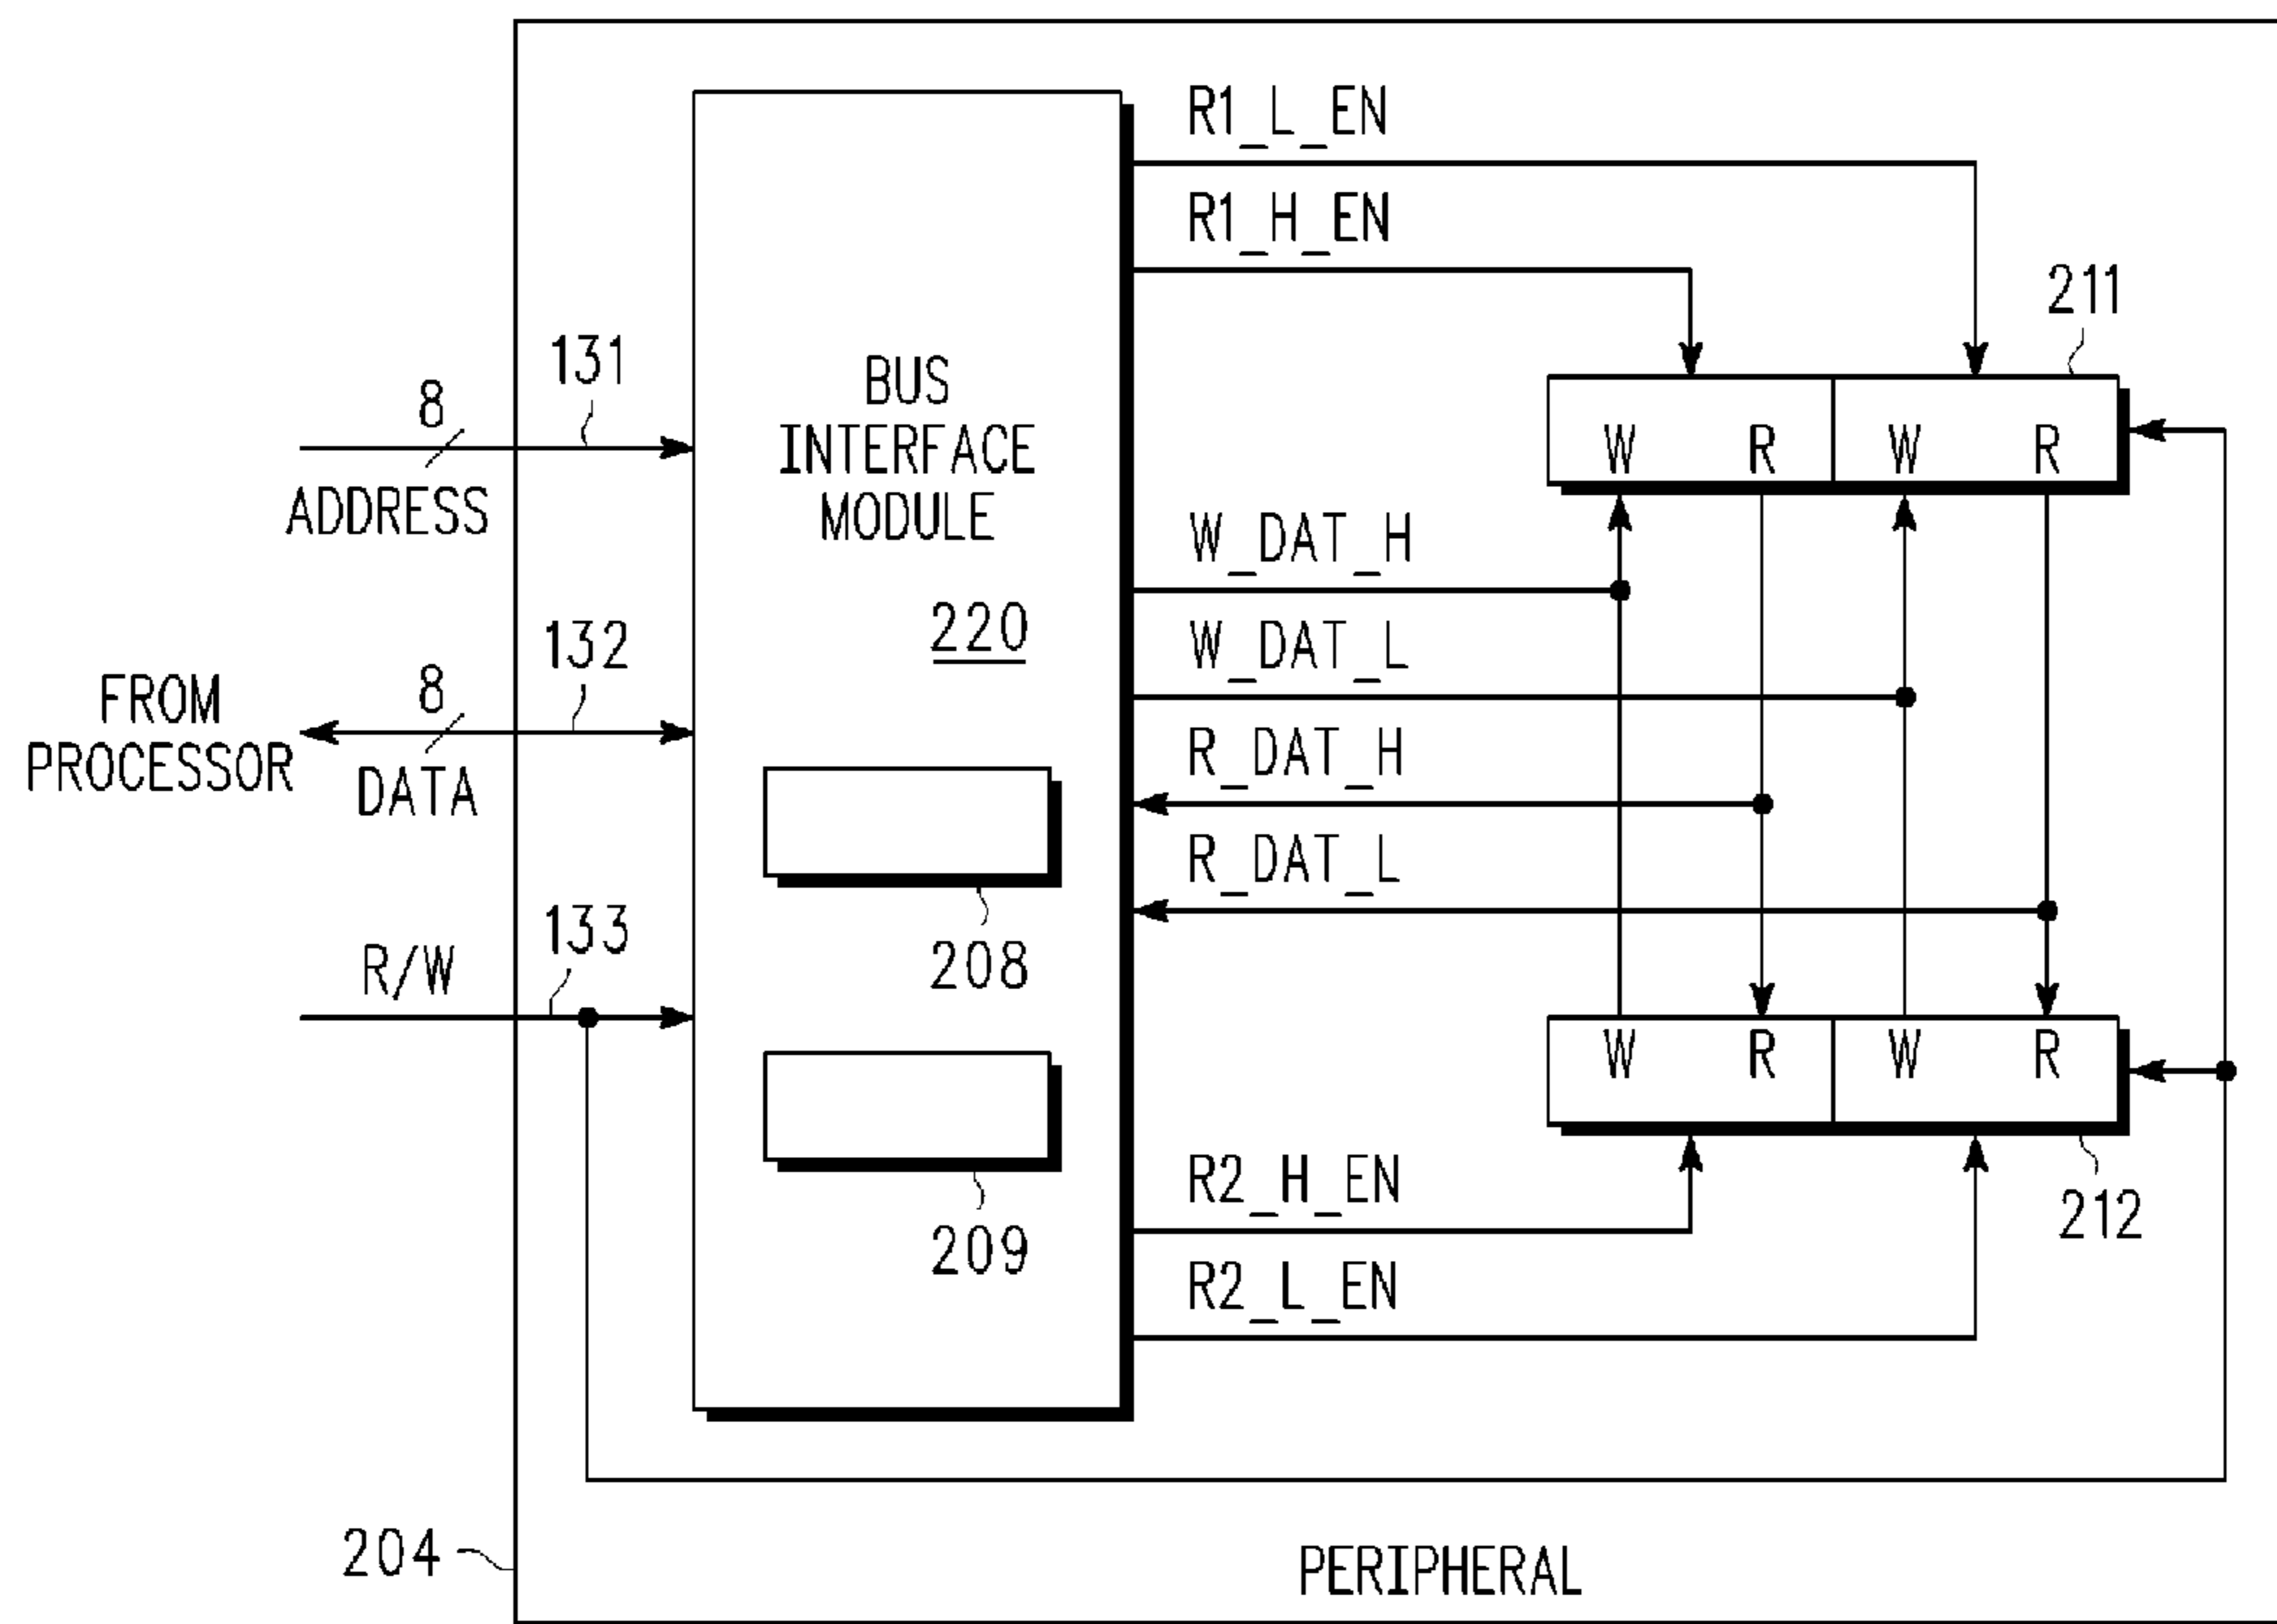 R1_L_EN
R1_H_EN
211
131
8
ADDRESS
BUS
INTERFACE
MODULE
220
W R W R
W_DAT_H
W_DAT_L
R_DAT_H
R_DAT_L
132
8
FROM
PROCESSOR
DATA
208
133
R/W
W R W R
209
R2_H_EN
R2_L_EN
212
204
PERIPHERAL